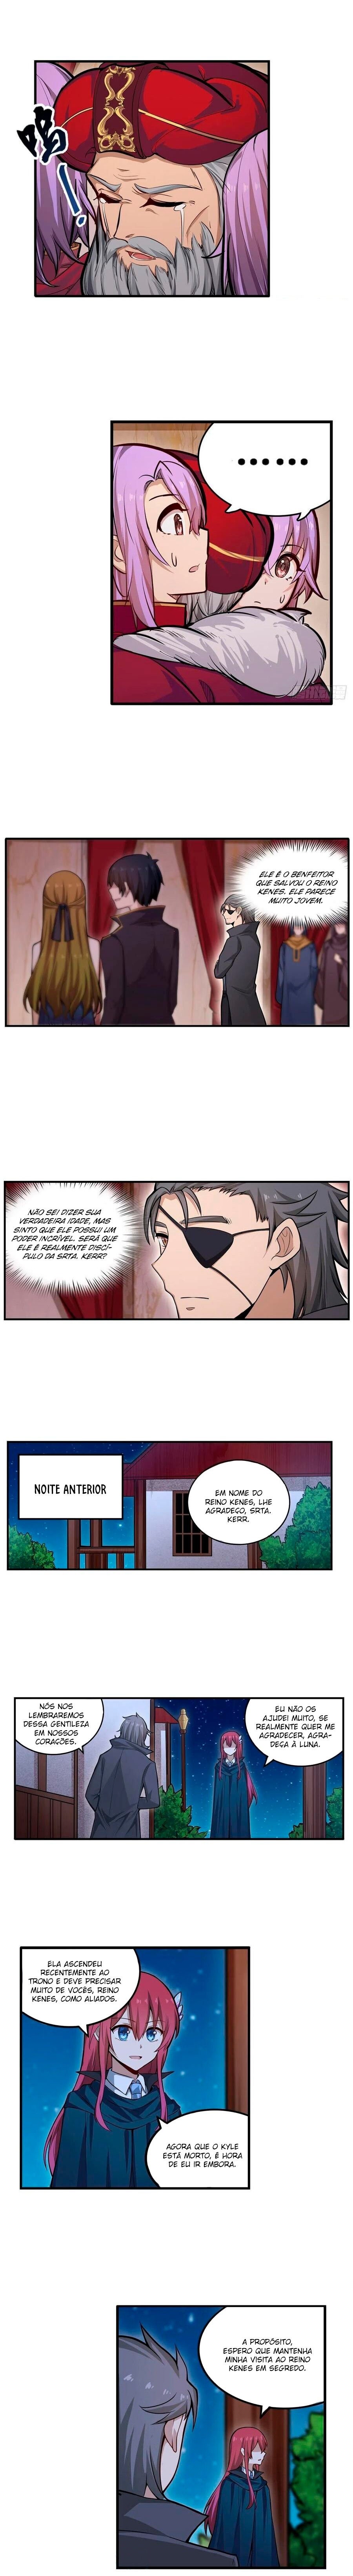 呜
......
ELE É O BENFEITOR
QUE SALVOU O REINO
KENES. ELE PARECE
MUITO JOVEM.
NÃO SEI DIZER SUA
VERDADEIRA IDADE, MAS
SINTO QUE ELE POSSUI UM
PODER INCRÍVEL. SERÁ QUE
ELE É REALMENTE DISCÍ-
PULO DA SRTA. KERR?
NOITE ANTERIOR
EM NOME DO
REINO KENES, LHE
AGRADEÇO, SRTA.
KERR.
NÓS NOS
LEMBRAREMOS
DESSA GENTILEZA
EM NOSSOS
CORAÇÕES.
EU NÃO OS
AJUDEI MUITO, SE
REALMENTE QUER ME
AGRADECER, AGRA-
DEÇA À LUNA.
ELA ASCENDEU
RECENTEMENTE AO
TRONO E DEVE PRECISAR
MUITO DE VOCÊS, REINO
KENES, COMO ALIADOS.
AGORA QUE O KYLE
ESTÁ MORTO, É HORA
DE EU IR EMBORA.
A PROPÓSITO,
ESPERO QUE MANTENHA
MINHA VISITA AO REINO
KENES EM SEGREDO.